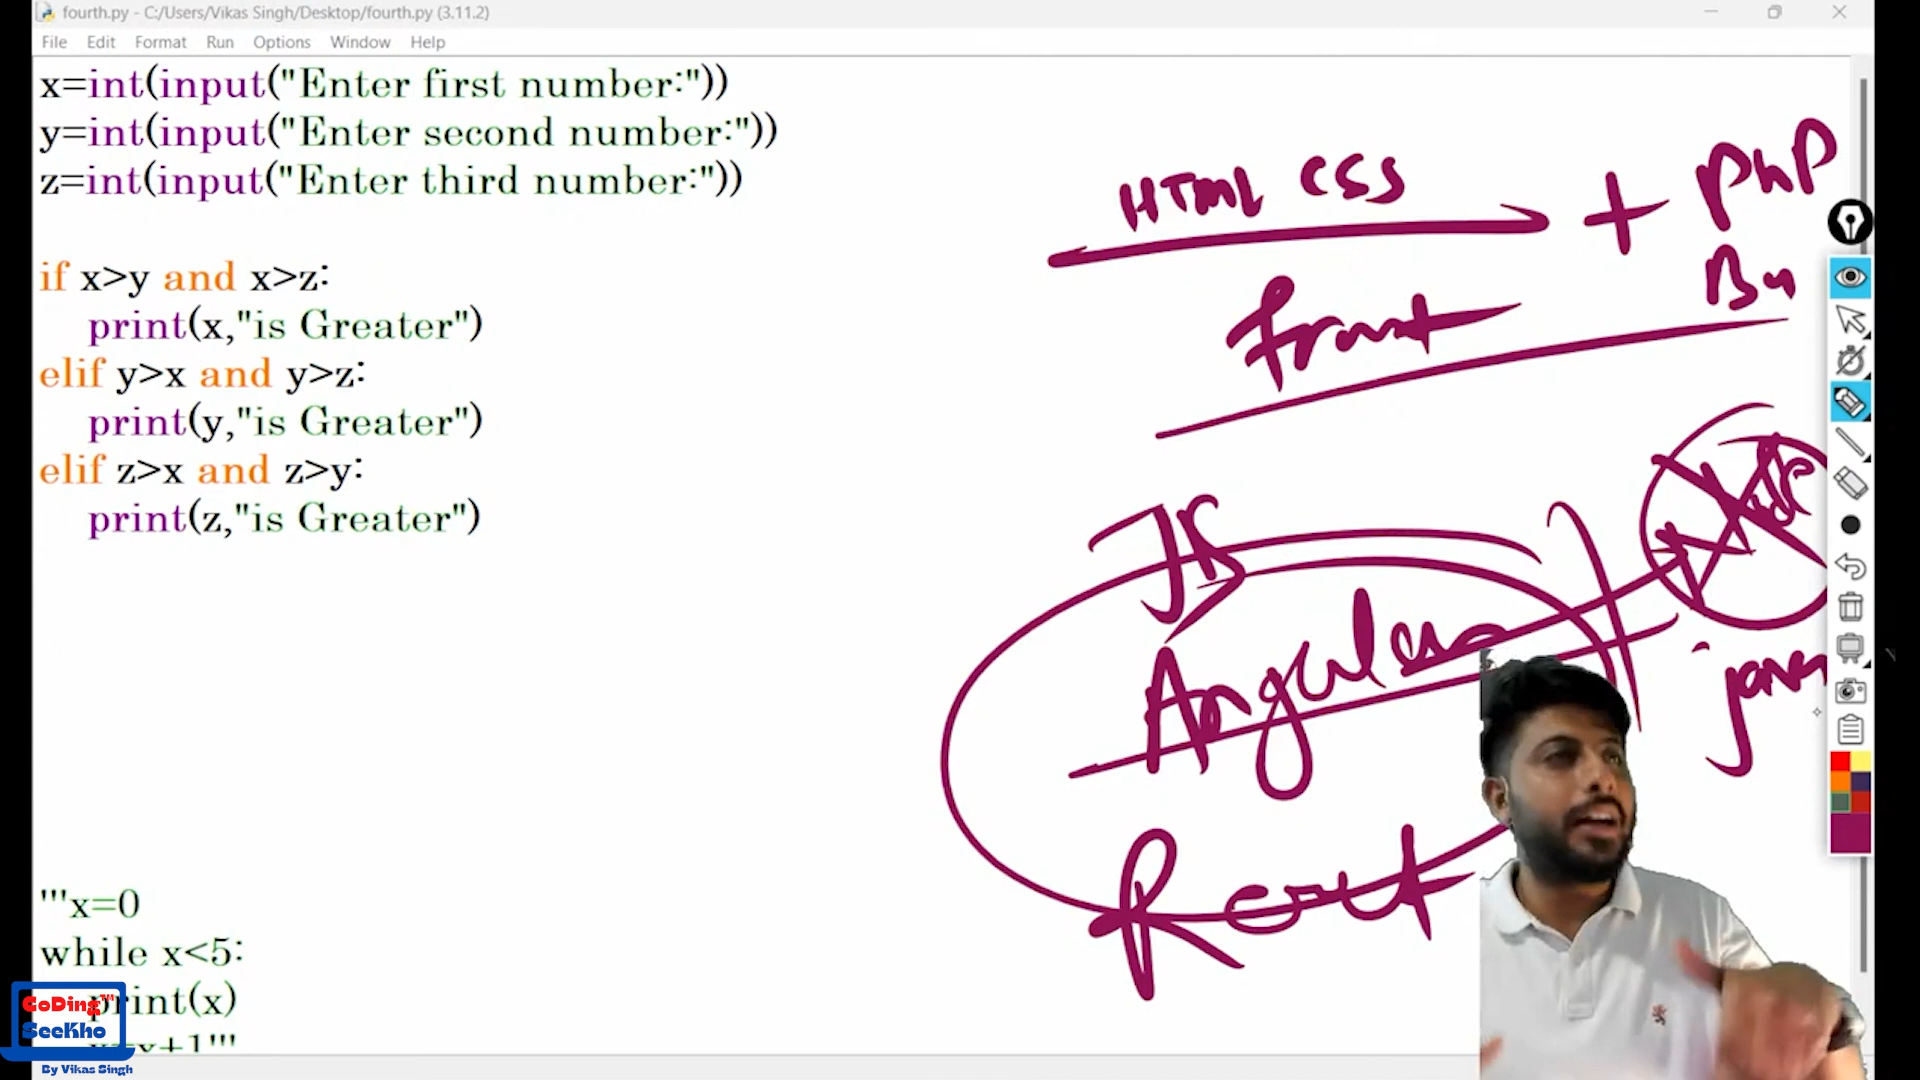 fourth.py - C:/Users/Vikas Singh/Desktop/fourth.py (3.11.2)
File Edit Format Run Options Window Help
x=int(input("Enter first number:"))
y=int(input("Enter second number:"))
z=int(input("Enter third number:"))
if x>y and x>z:
print(x,"is Greater")
elif y>x and y>z:
print(y,"is Greater")
elif z>x and z>y:
print(z,"is Greater")
'''x=0
while x<5:
print(x)
x=x+1'''
HTML CSS + PHP
Front
JS
Angular
CoDing™
SeeKho
By Vikas Singh